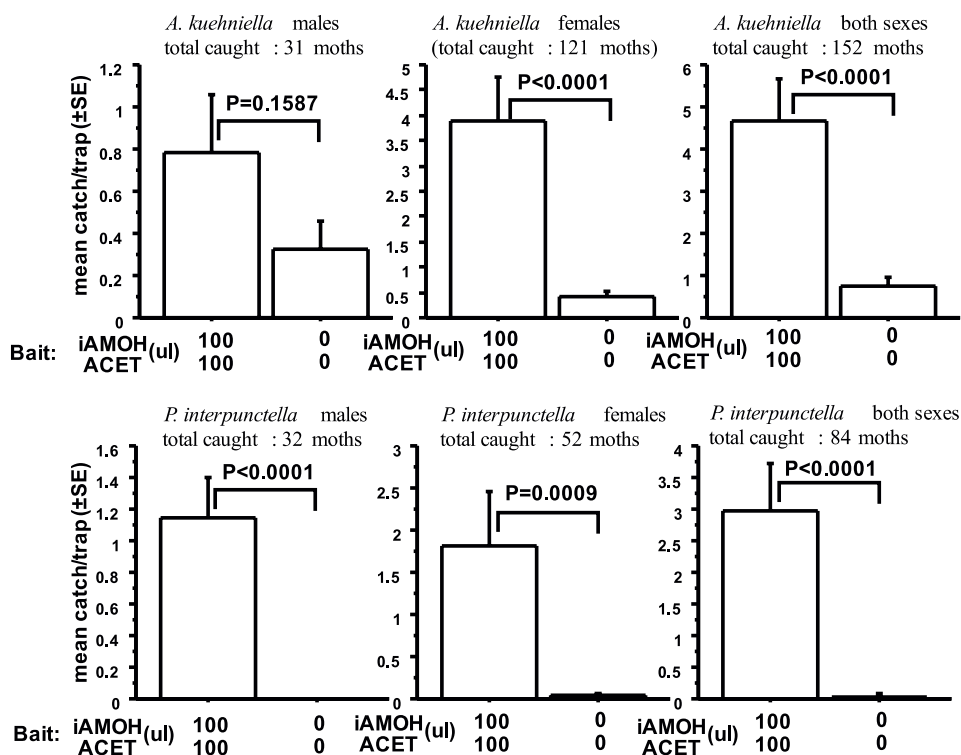 A. kuehniella males
total caught : 31 moths
A. kuehniella females
(total caught : 121 moths)
A. kuehniella both sexes
total caught : 152 moths
mean catch/trap (±SE)
1.2
1
0.8
0.6
0.4
0.2
0
P=0.1587
5
4.5
4
3.5
3
2.5
2
1.5
1
0.5
0
P<0.0001
6
5
4
3
2
1
0
P<0.0001
Bait: iAMOH (ul) 100 0
ACET 100 0
iAMOH (ul) 100 0
ACET 100 0
iAMOH (ul) 100 0
ACET 100 0
P. interpunctella males
total caught : 32 moths
P. interpunctella females
total caught : 52 moths
P. interpunctella both sexes
total caught : 84 moths
mean catch/trap (±SE)
1.6
1.4
1.2
1
0.8
0.6
0.4
0.2
0
P<0.0001
3
2.5
2
1.5
1
0.5
0
P=0.0009
4
3.5
3
2.5
2
1.5
1
0.5
0
P<0.0001
Bait: iAMOH (ul) 100 0
ACET 100 0
iAMOH (ul) 100 0
ACET 100 0
iAMOH (ul) 100 0
ACET 100 0